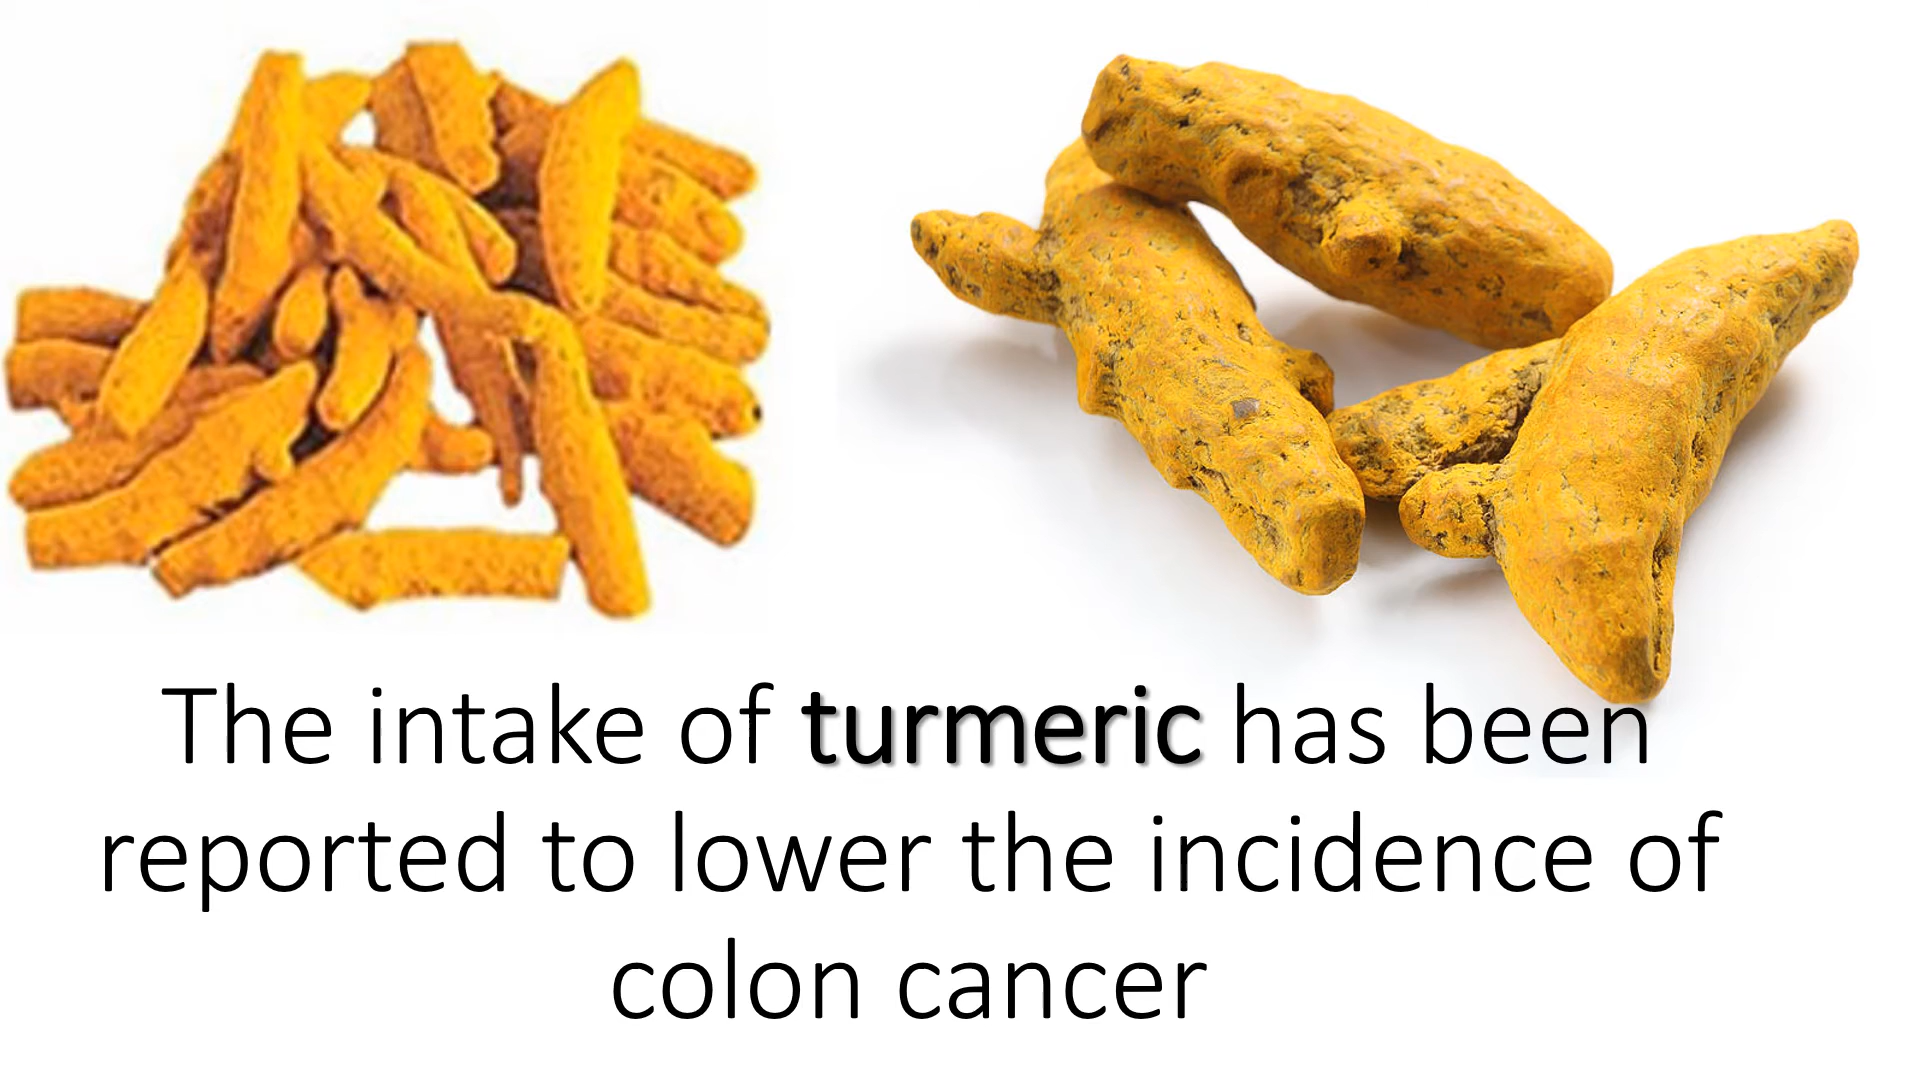 The intake of turmeric has been
reported to lower the incidence of
colon cancer